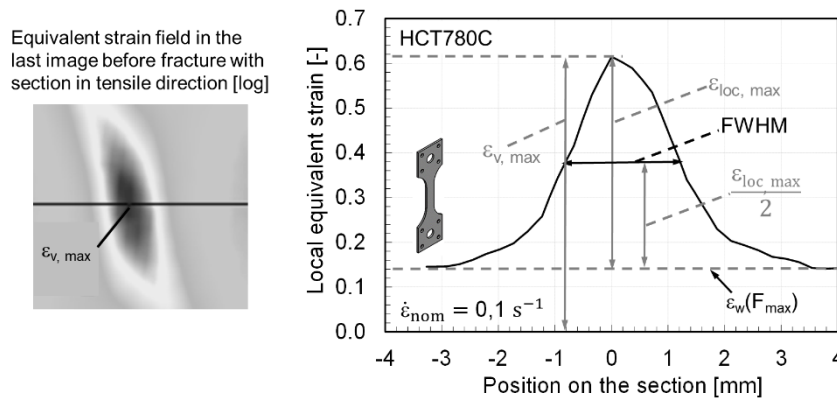 Equivalent strain field in the
last image before fracture with
section in tensile direction [log]
εv, max
Local equivalent strain [-]
0.7
0.6
0.5
0.4
0.3
0.2
0.1
0.0
HCT780C
εloc, max
FWHM
εv, max
εloc max
2
ε̇nom = 0,1 s⁻¹
εw(Fmax)
-4 -3 -2 -1 0 1 2 3 4
Position on the section [mm]